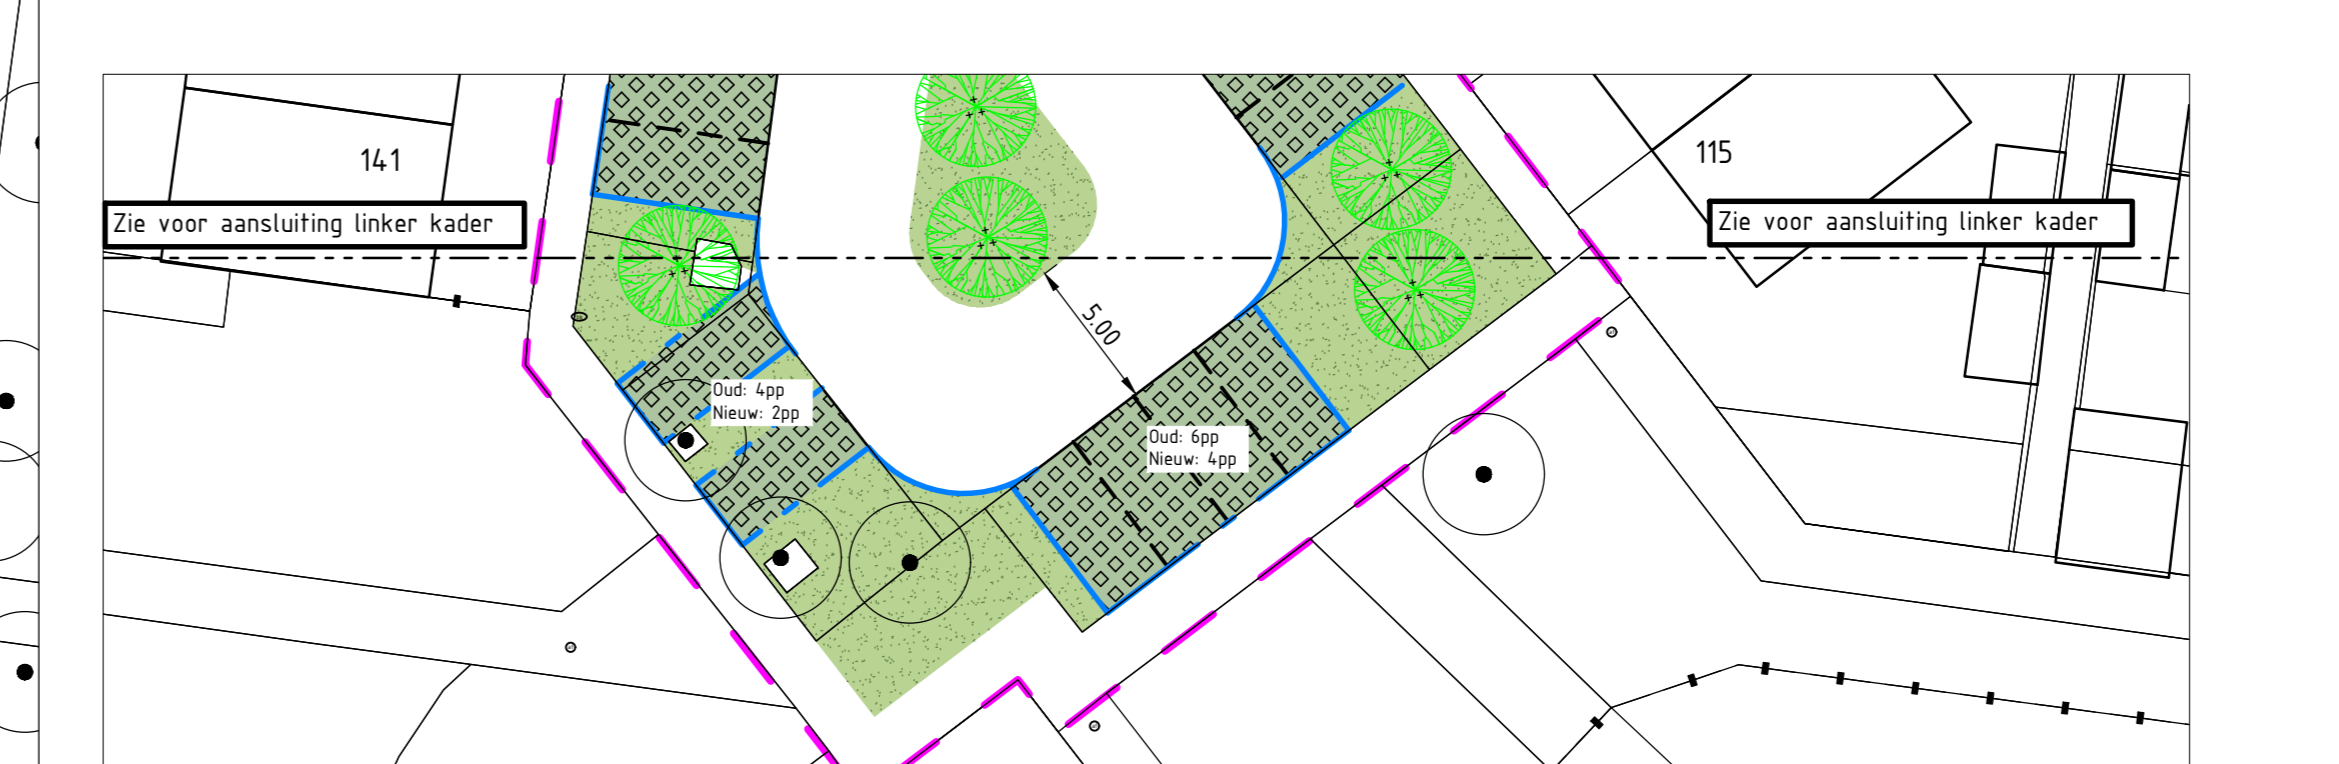 141
115
Zie voor aansluiting linker kader
Zie voor aansluiting linker kader
5.00
Oud: 4pp
Nieuw: 2pp
Oud: 6pp
Nieuw: 4pp